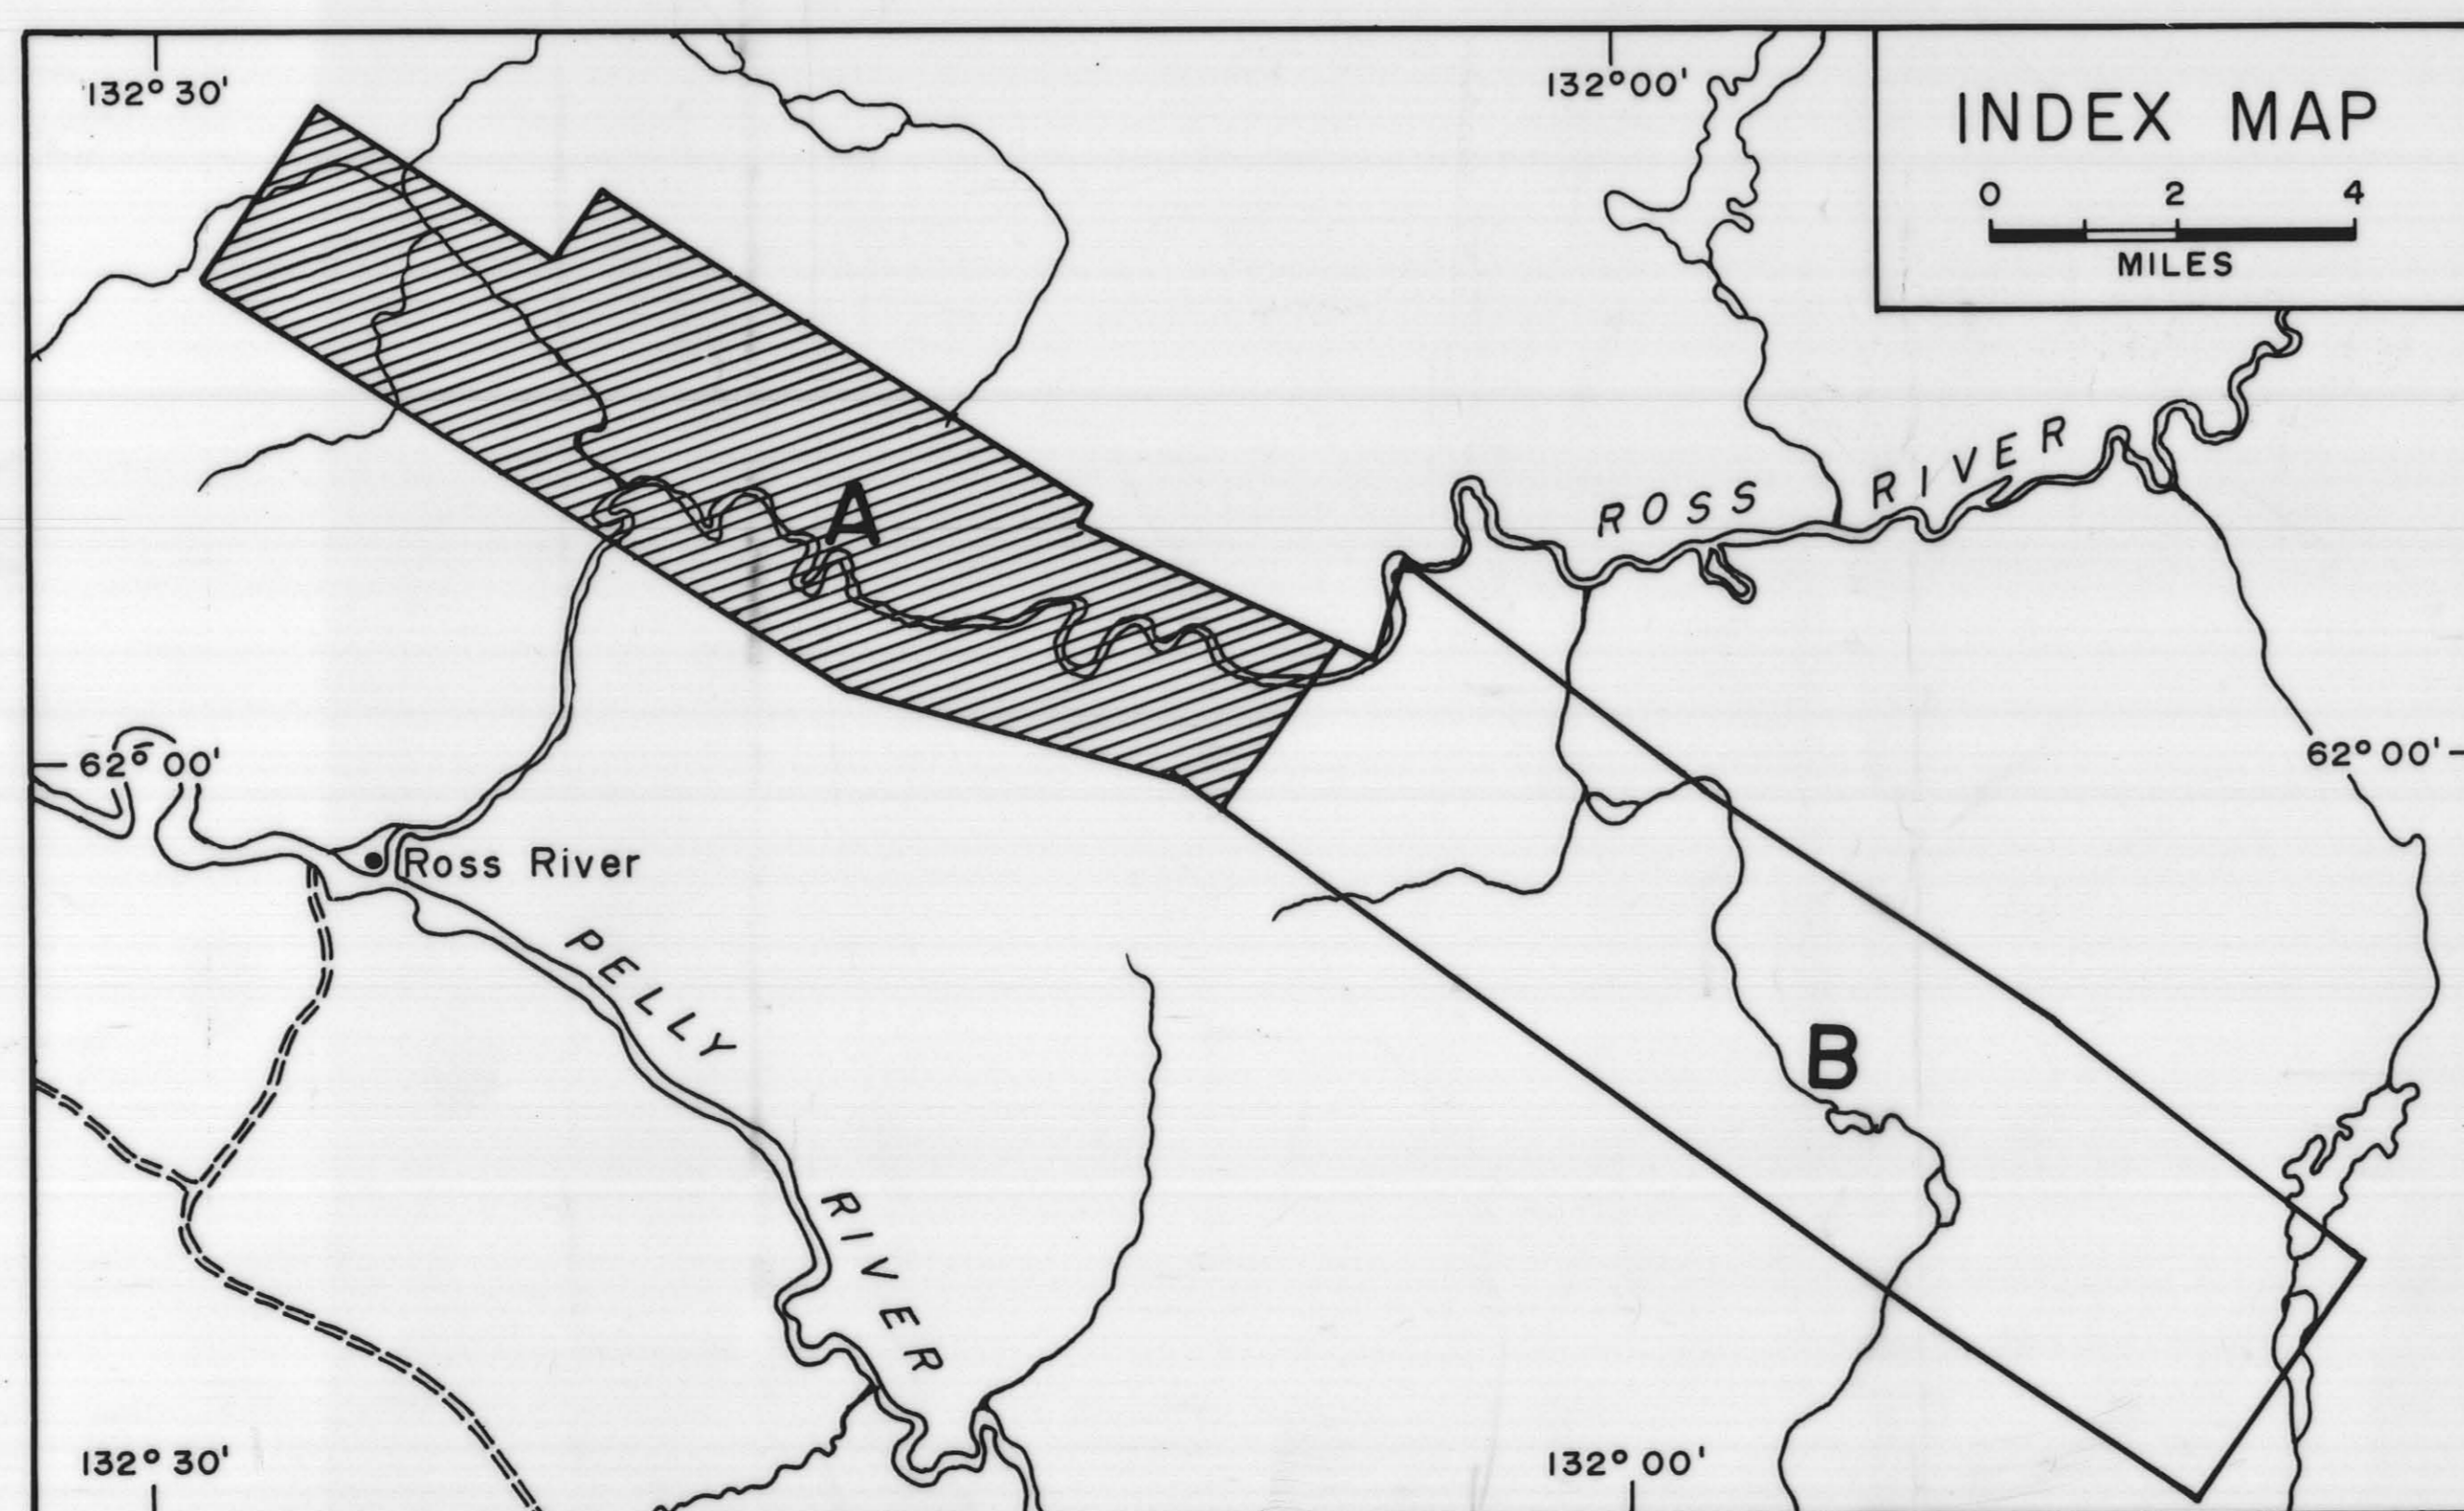 132° 30'
132° 00'
INDEX MAP
0 2 4
MILES
ROSS RIVER
A
62° 00'
62° 00'
Ross River
PELLY RIVER
B
132° 30'
132° 00'